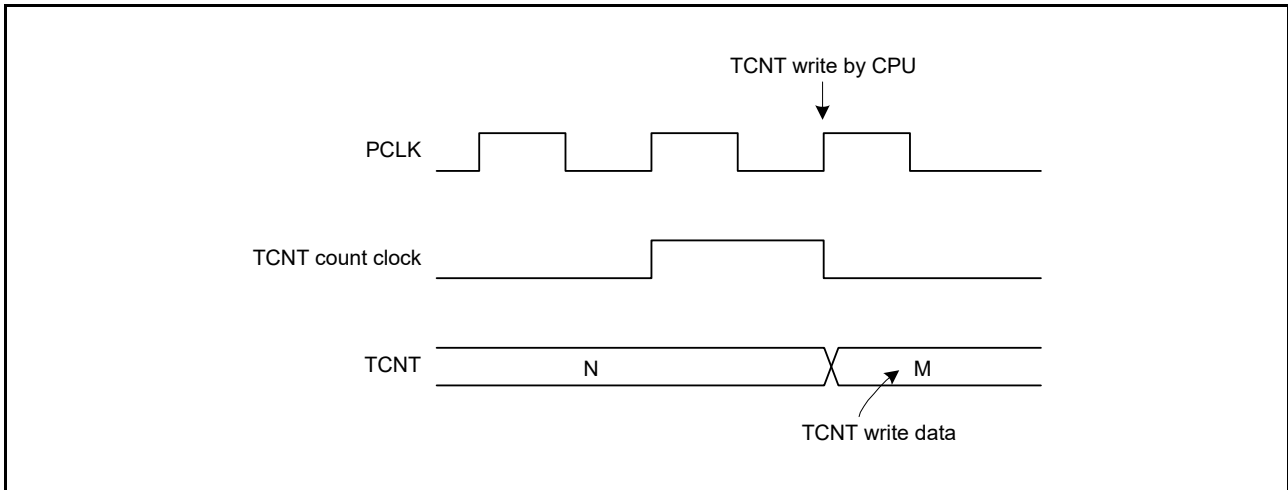 TCNT write by CPU
PCLK
TCNT count clock
TCNT
N
M
TCNT write data